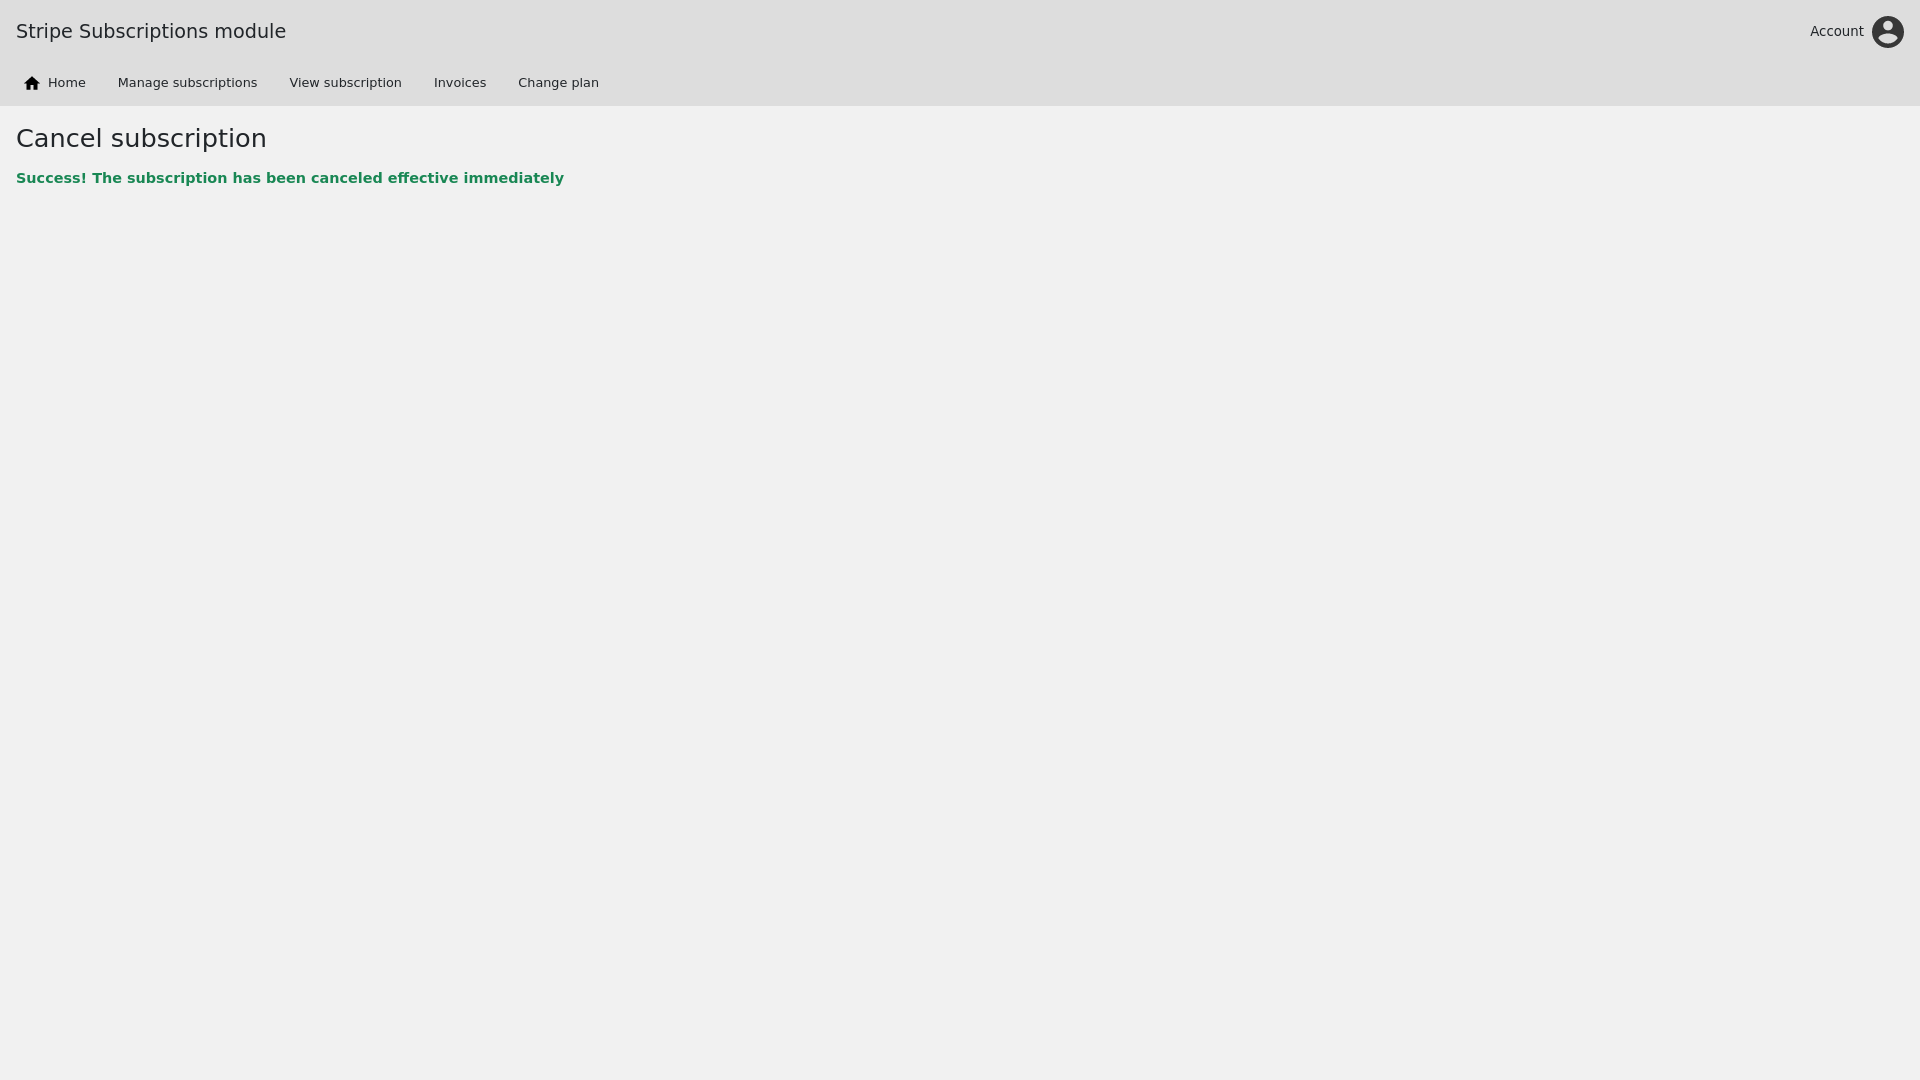 Stripe Subscriptions module
Account
Home
Manage subscriptions
View subscription
Invoices
Change plan
Cancel subscription
Success! The subscription has been canceled effective immediately